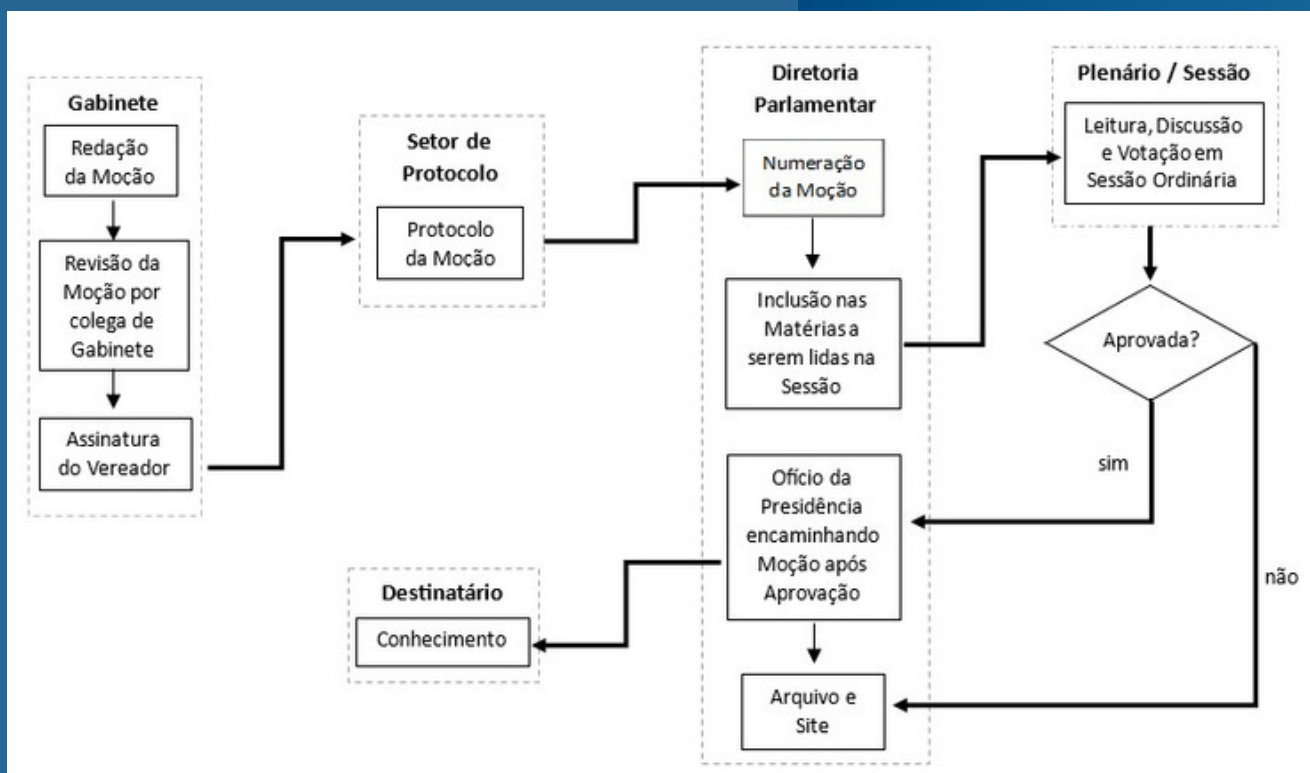 Gabinete
Redação
da Moção
Revisão da
Moção por
colega de
Gabinete
Assinatura
do Vereador
Setor de
Protocolo
Protocolo
da Moção
Diretoria
Parlamentar
Numeração
da Moção
Inclusão nas
Matérias a
serem lidas na
Sessão
Plenário / Sessão
Leitura, Discussão
e Votação em
Sessão Ordinária
Aprovada?
sim
não
Ofício da
Presidência
encaminhando
Moção após
Aprovação
Destinatário
Conhecimento
Arquivo e
Site